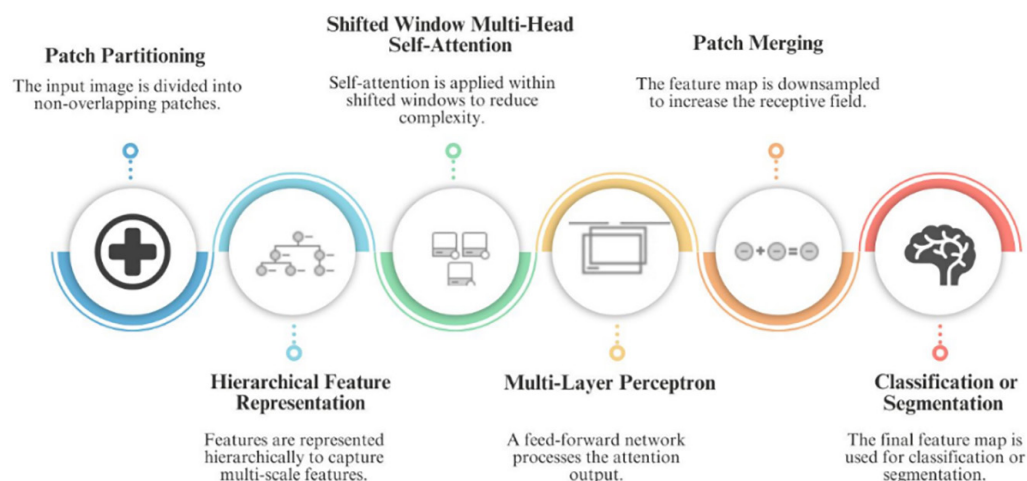 Patch Partitioning
The input image is divided into
non-overlapping patches.
Hierarchical Feature
Representation
Features are represented
hierarchically to capture
multi-scale features.
Shifted Window Multi-Head
Self-Attention
Self-attention is applied within
shifted windows to reduce
complexity.
Multi-Layer Perceptron
A feed-forward network
processes the attention
output.
Patch Merging
The feature map is downsampled
to increase the receptive field.
Classification or
Segmentation
The final feature map is
used for classification or
segmentation.